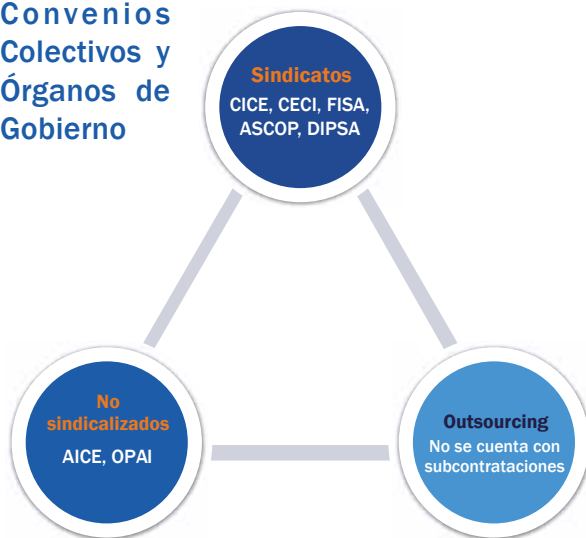 Convenios
Colectivos y
Órganos de
Gobierno
Sindicatos
CICE, CECI, FISA,
ASCOP, DIPSA
No
sindicalizados
AICE, OPAI
Outsourcing
No se cuenta con
subcontrataciones